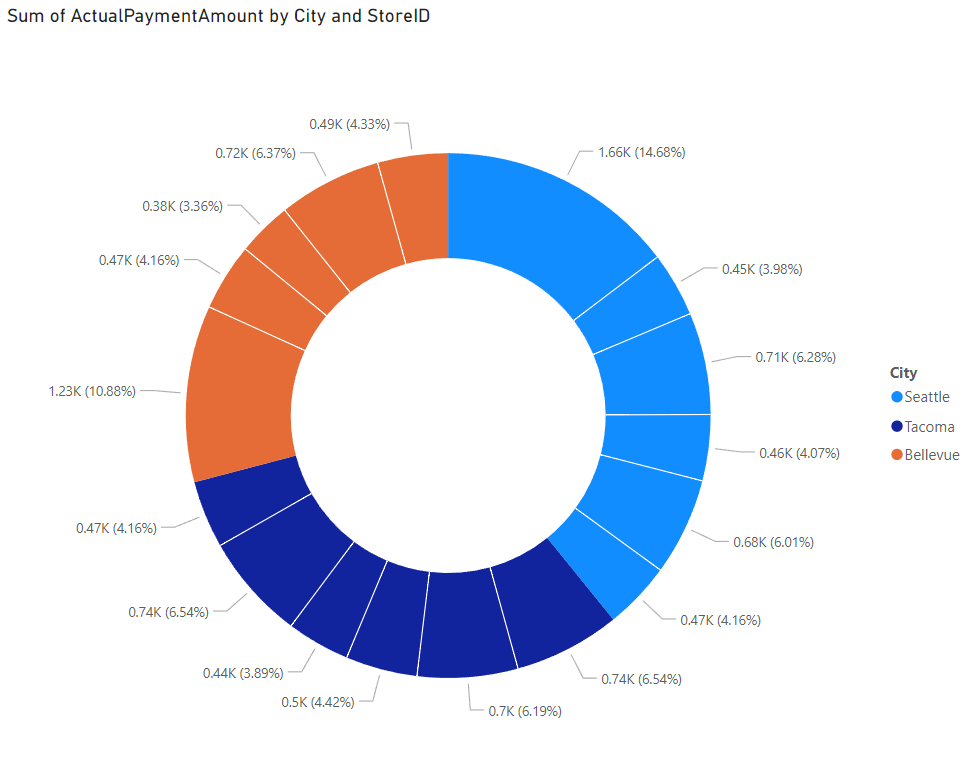 Sum of ActualPaymentAmount by City and StoreID
0.49K (4.33%)
0.72K (6.37%)
1.66K (14.68%)
0.38K (3.36%)
0.47K (4.16%)
0.45K (3.98%)
0.71K (6.28%)
City
1.23K (10.88%)
Seattle
Tacoma
0.46K (4.07%)
Bellevue
0.47K (4.16%)
0.68K (6.01%)
0.74K (6.54%)
0.47K (4.16%)
0.44K (3.89%)
0.74K (6.54%)
0.5K (4.42%)
0.7K (6.19%)